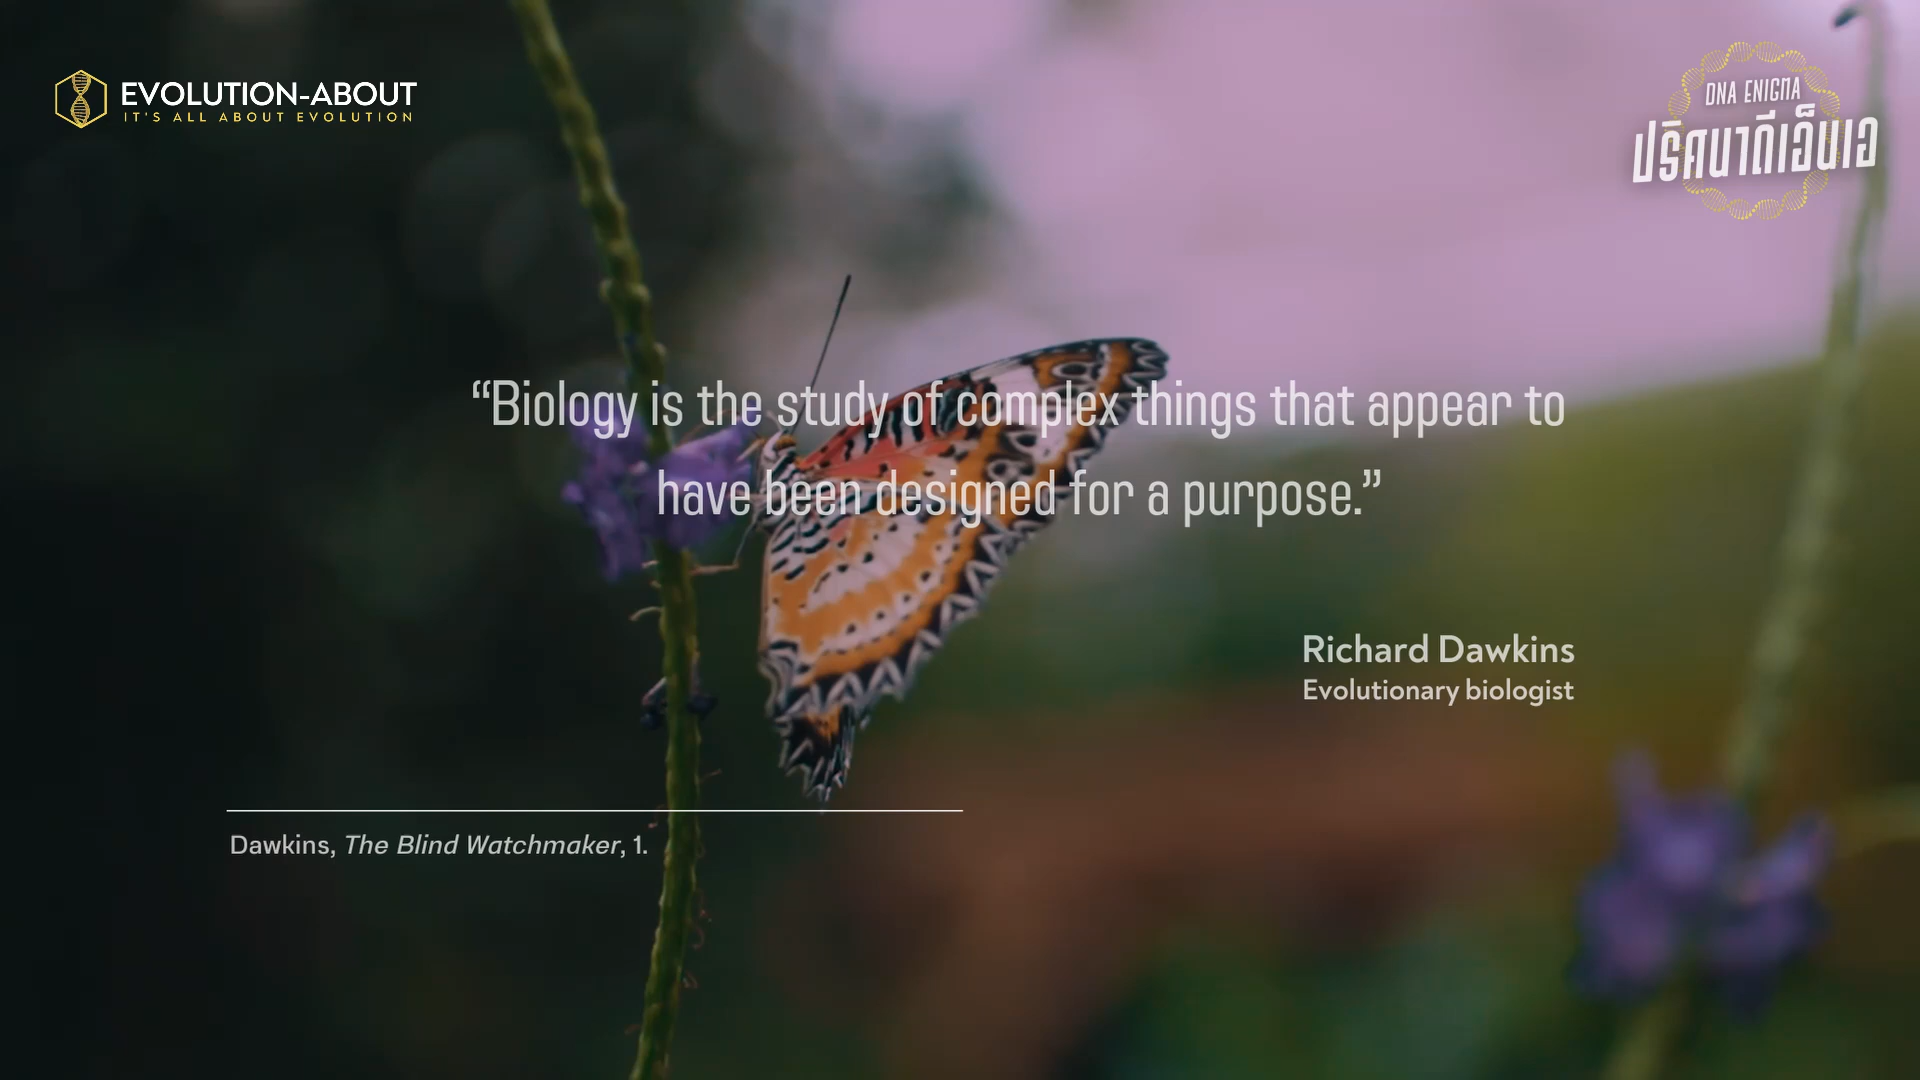 EVOLUTION-ABOUT
IT'S ALL ABOUT EVOLUTION
DNA ENIGMA
ปริศนาดีเอ็นเอ
“Biology is the study of complex things that appear to
have been designed for a purpose.”
Richard Dawkins
Evolutionary biologist
Dawkins, The Blind Watchmaker, 1.